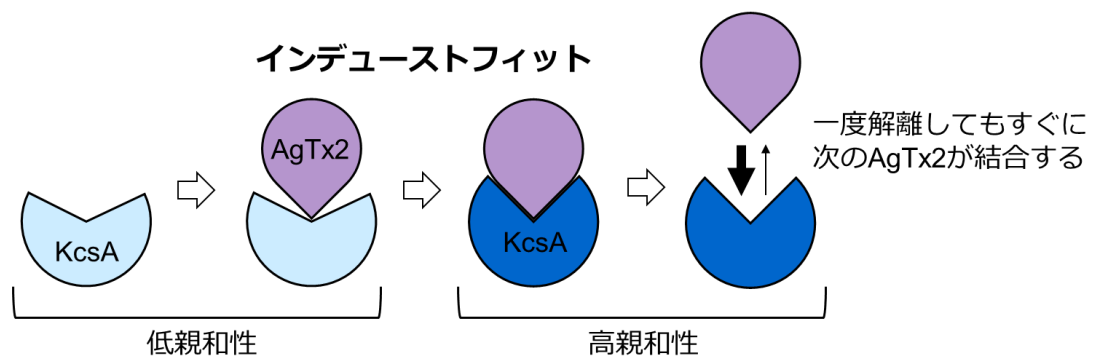 インデューストフィット
AgTx2
KcsA
KcsA
一度解離してもすぐに
次のAgTx2が結合する
低親和性
高親和性